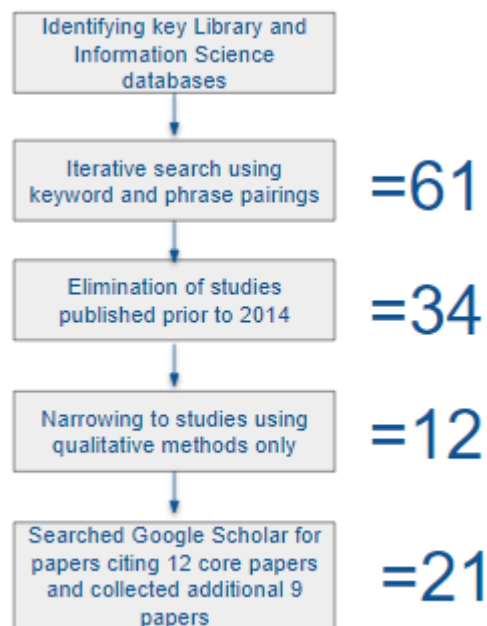 Identifying key Library and
Information Science
databases
Iterative search using
keyword and phrase pairings
=61
Elimination of studies
published prior to 2014
=34
Narrowing to studies using
qualitative methods only
=12
Searched Google Scholar for
papers citing 12 core papers
and collected additional 9
papers
=21